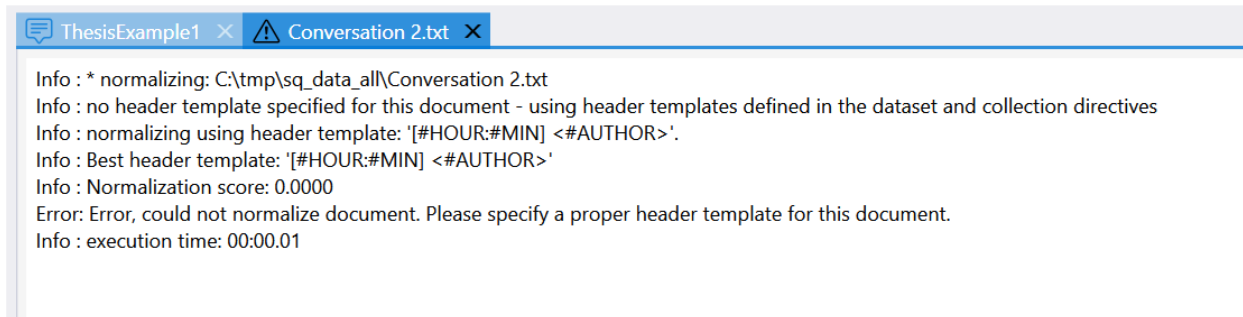 ThesisExample1 Conversation 2.txt
Info : * normalizing: C:\tmp\sq_data_all\Conversation 2.txt
Info : no header template specified for this document - using header templates defined in the dataset and collection directives
Info : normalizing using header template: '[#HOUR:#MIN] <#AUTHOR>'.
Info : Best header template: '[#HOUR:#MIN] <#AUTHOR>'
Info : Normalization score: 0.0000
Error: Error, could not normalize document. Please specify a proper header template for this document.
Info : execution time: 00:00.01